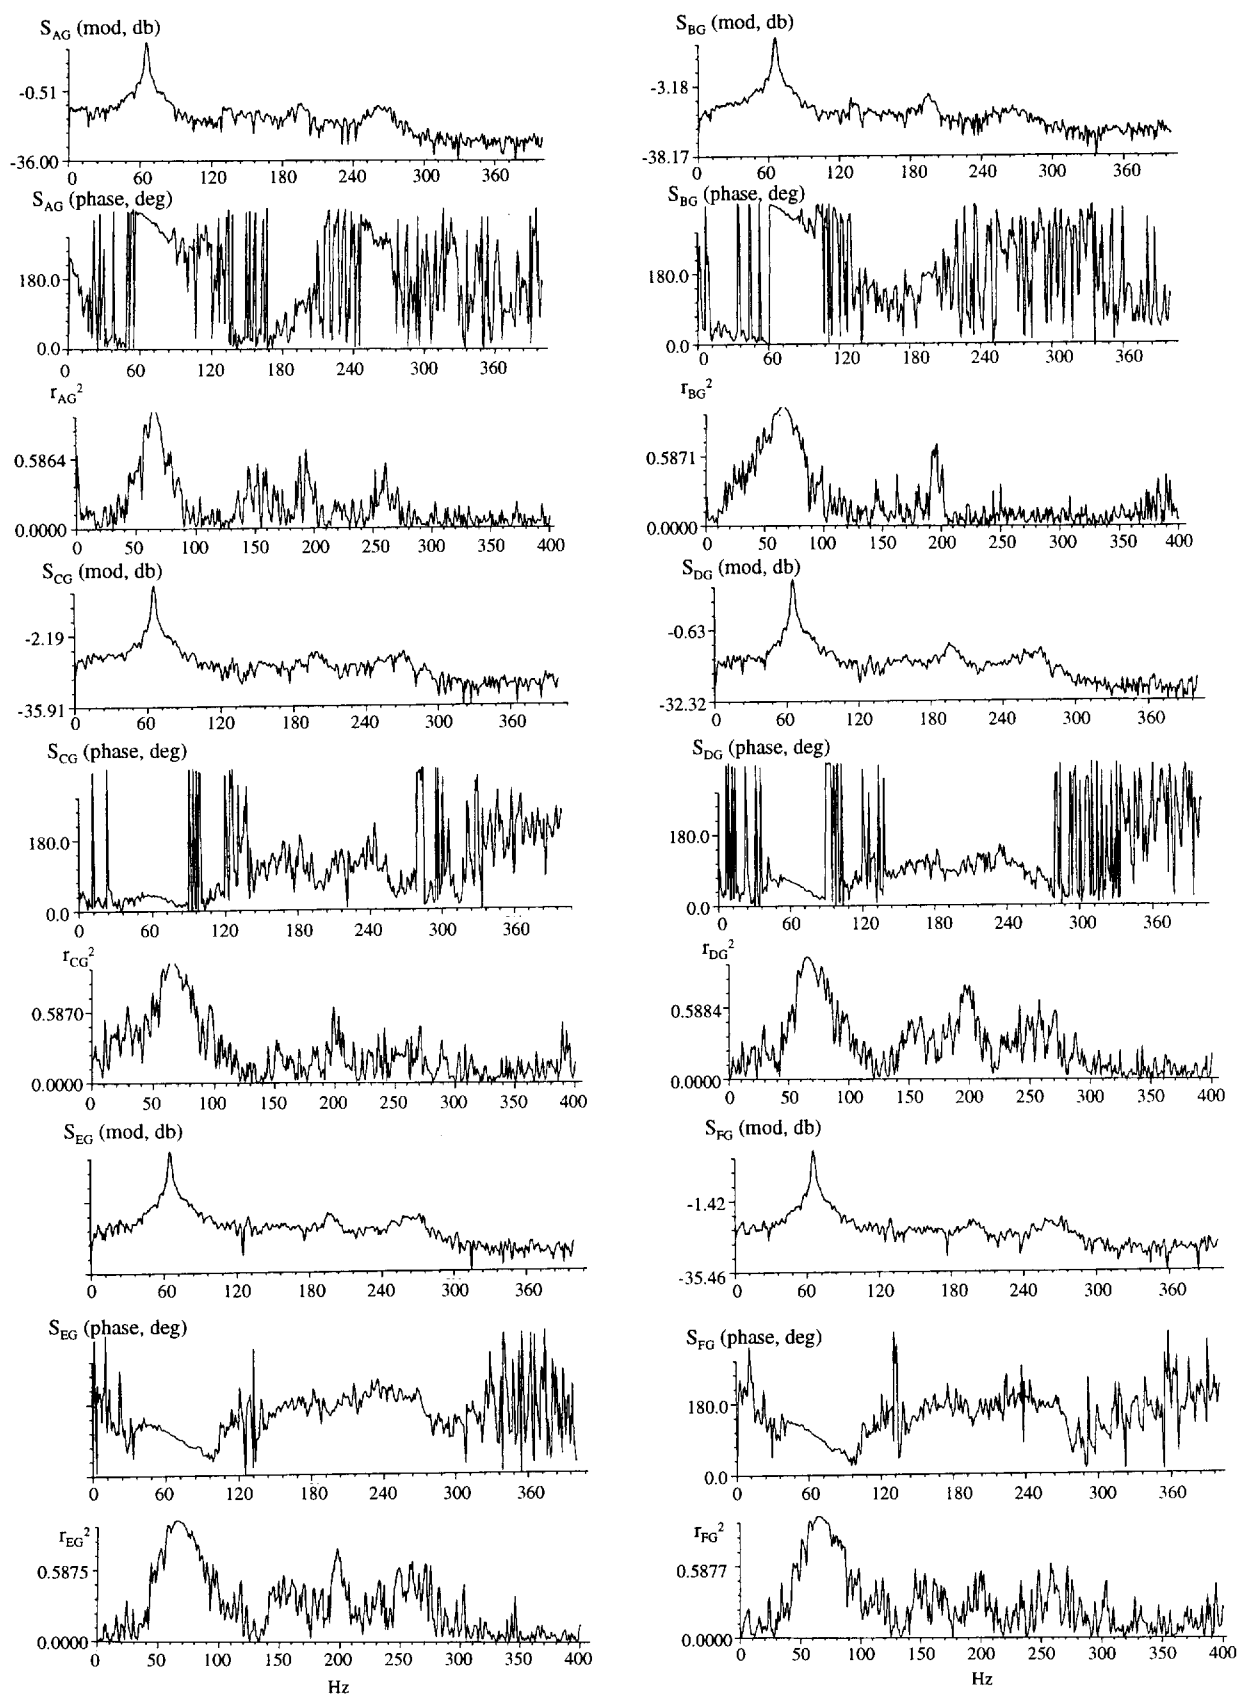 S_AG (mod, db)
-0.51
-36.00
0 60 120 180 240 300 360
S_AG (phase, deg)
180.0
0.0
0 60 120 180 240 300 360
r_AG^2
0.5864
0.0000
0 50 100 150 200 250 300 350 400
S_BG (mod, db)
-3.18
-38.17
0 60 120 180 240 300 360
S_BG (phase, deg)
180.0
0.0
0 60 120 180 240 300 360
r_BG^2
0.5871
0.0000
0 50 100 150 200 250 300 350 400
S_CG (mod, db)
-2.19
-35.91
0 60 120 180 240 300 360
S_CG (phase, deg)
180.0
0.0
0 60 120 180 240 300 360
r_CG^2
0.5870
0.0000
0 50 100 150 200 250 300 350 400
S_DG (mod, db)
-0.63
-32.32
0 60 120 180 240 300 360
S_DG (phase, deg)
180.0
0.0
0 60 120 180 240 300 360
r_DG^2
0.5884
0.0000
0 50 100 150 200 250 300 350 400
S_EG (mod, db)
0 60 120 180 240 300 360
S_EG (phase, deg)
0 60 120 180 240 300 360
r_EG^2
0.5875
0.0000
0 50 100 150 200 250 300 350 400
Hz
S_FG (mod, db)
-1.42
-35.46
0 60 120 180 240 300 360
S_FG (phase, deg)
180.0
0.0
0 60 120 180 240 300 360
r_FG^2
0.5877
0.0000
0 50 100 150 200 250 300 350 400
Hz